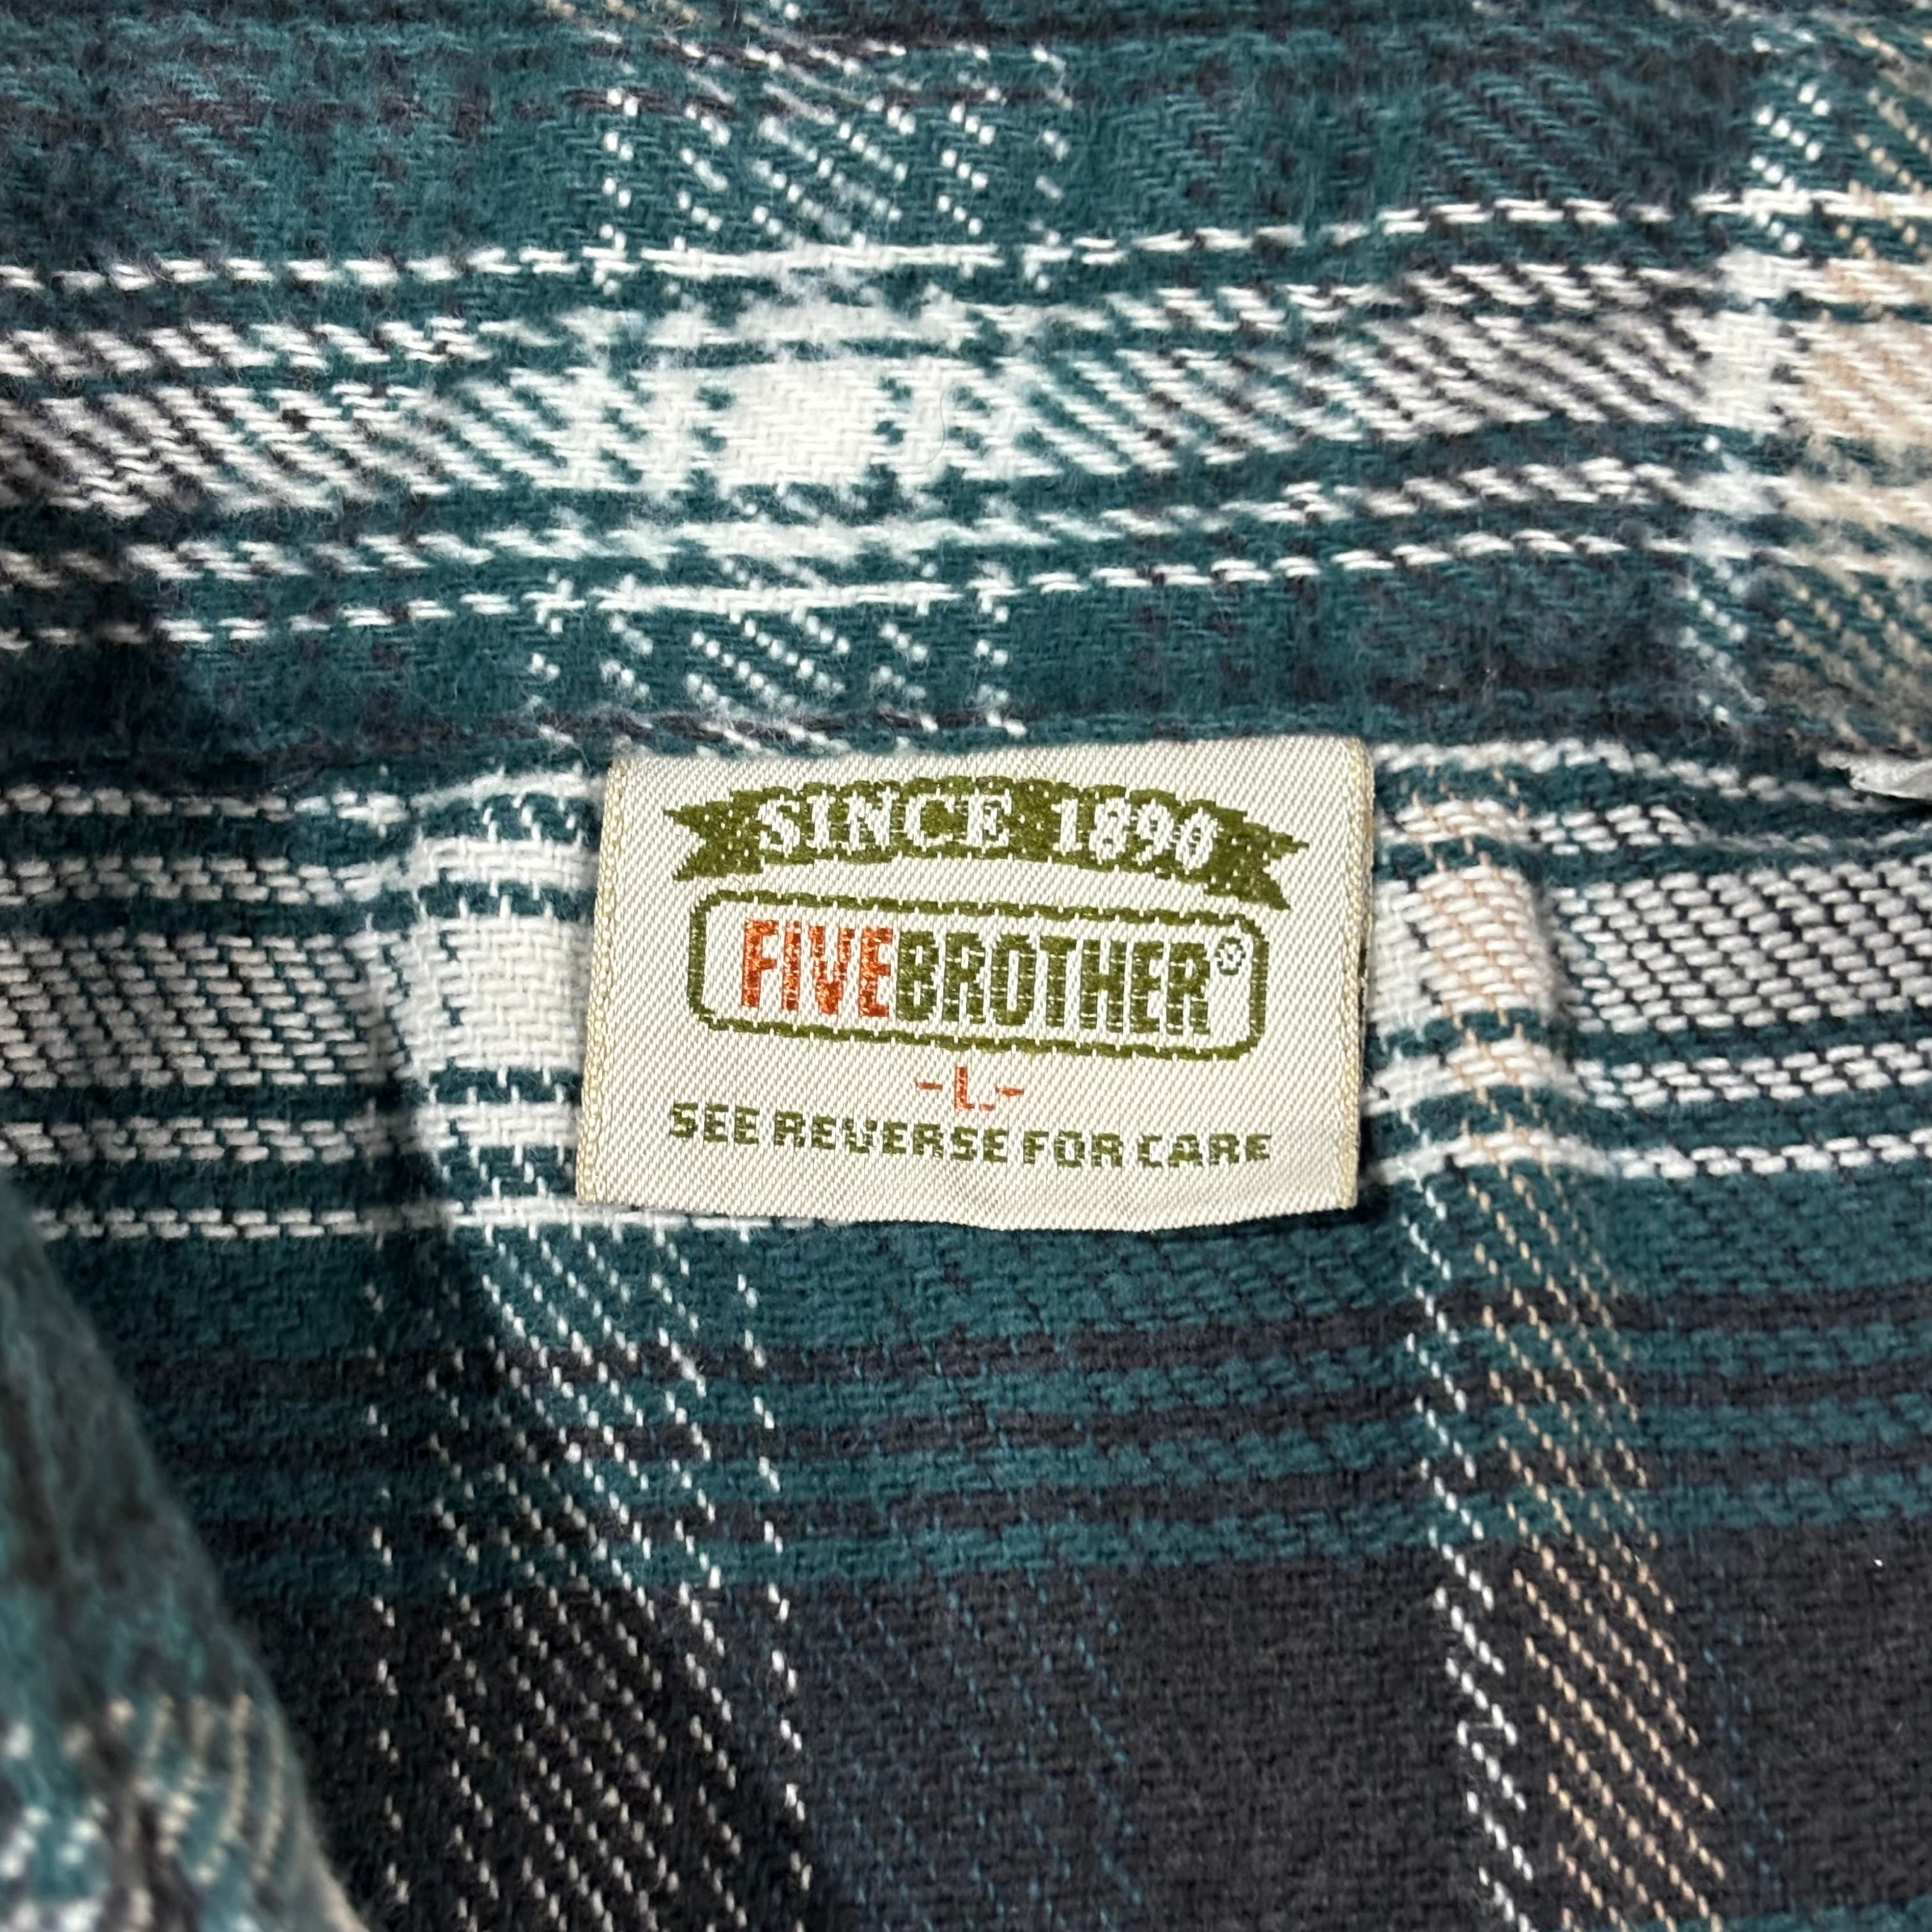 SINCE 1890
FIVEBROTHER®
-L-
SEE REVERSE FOR CARE